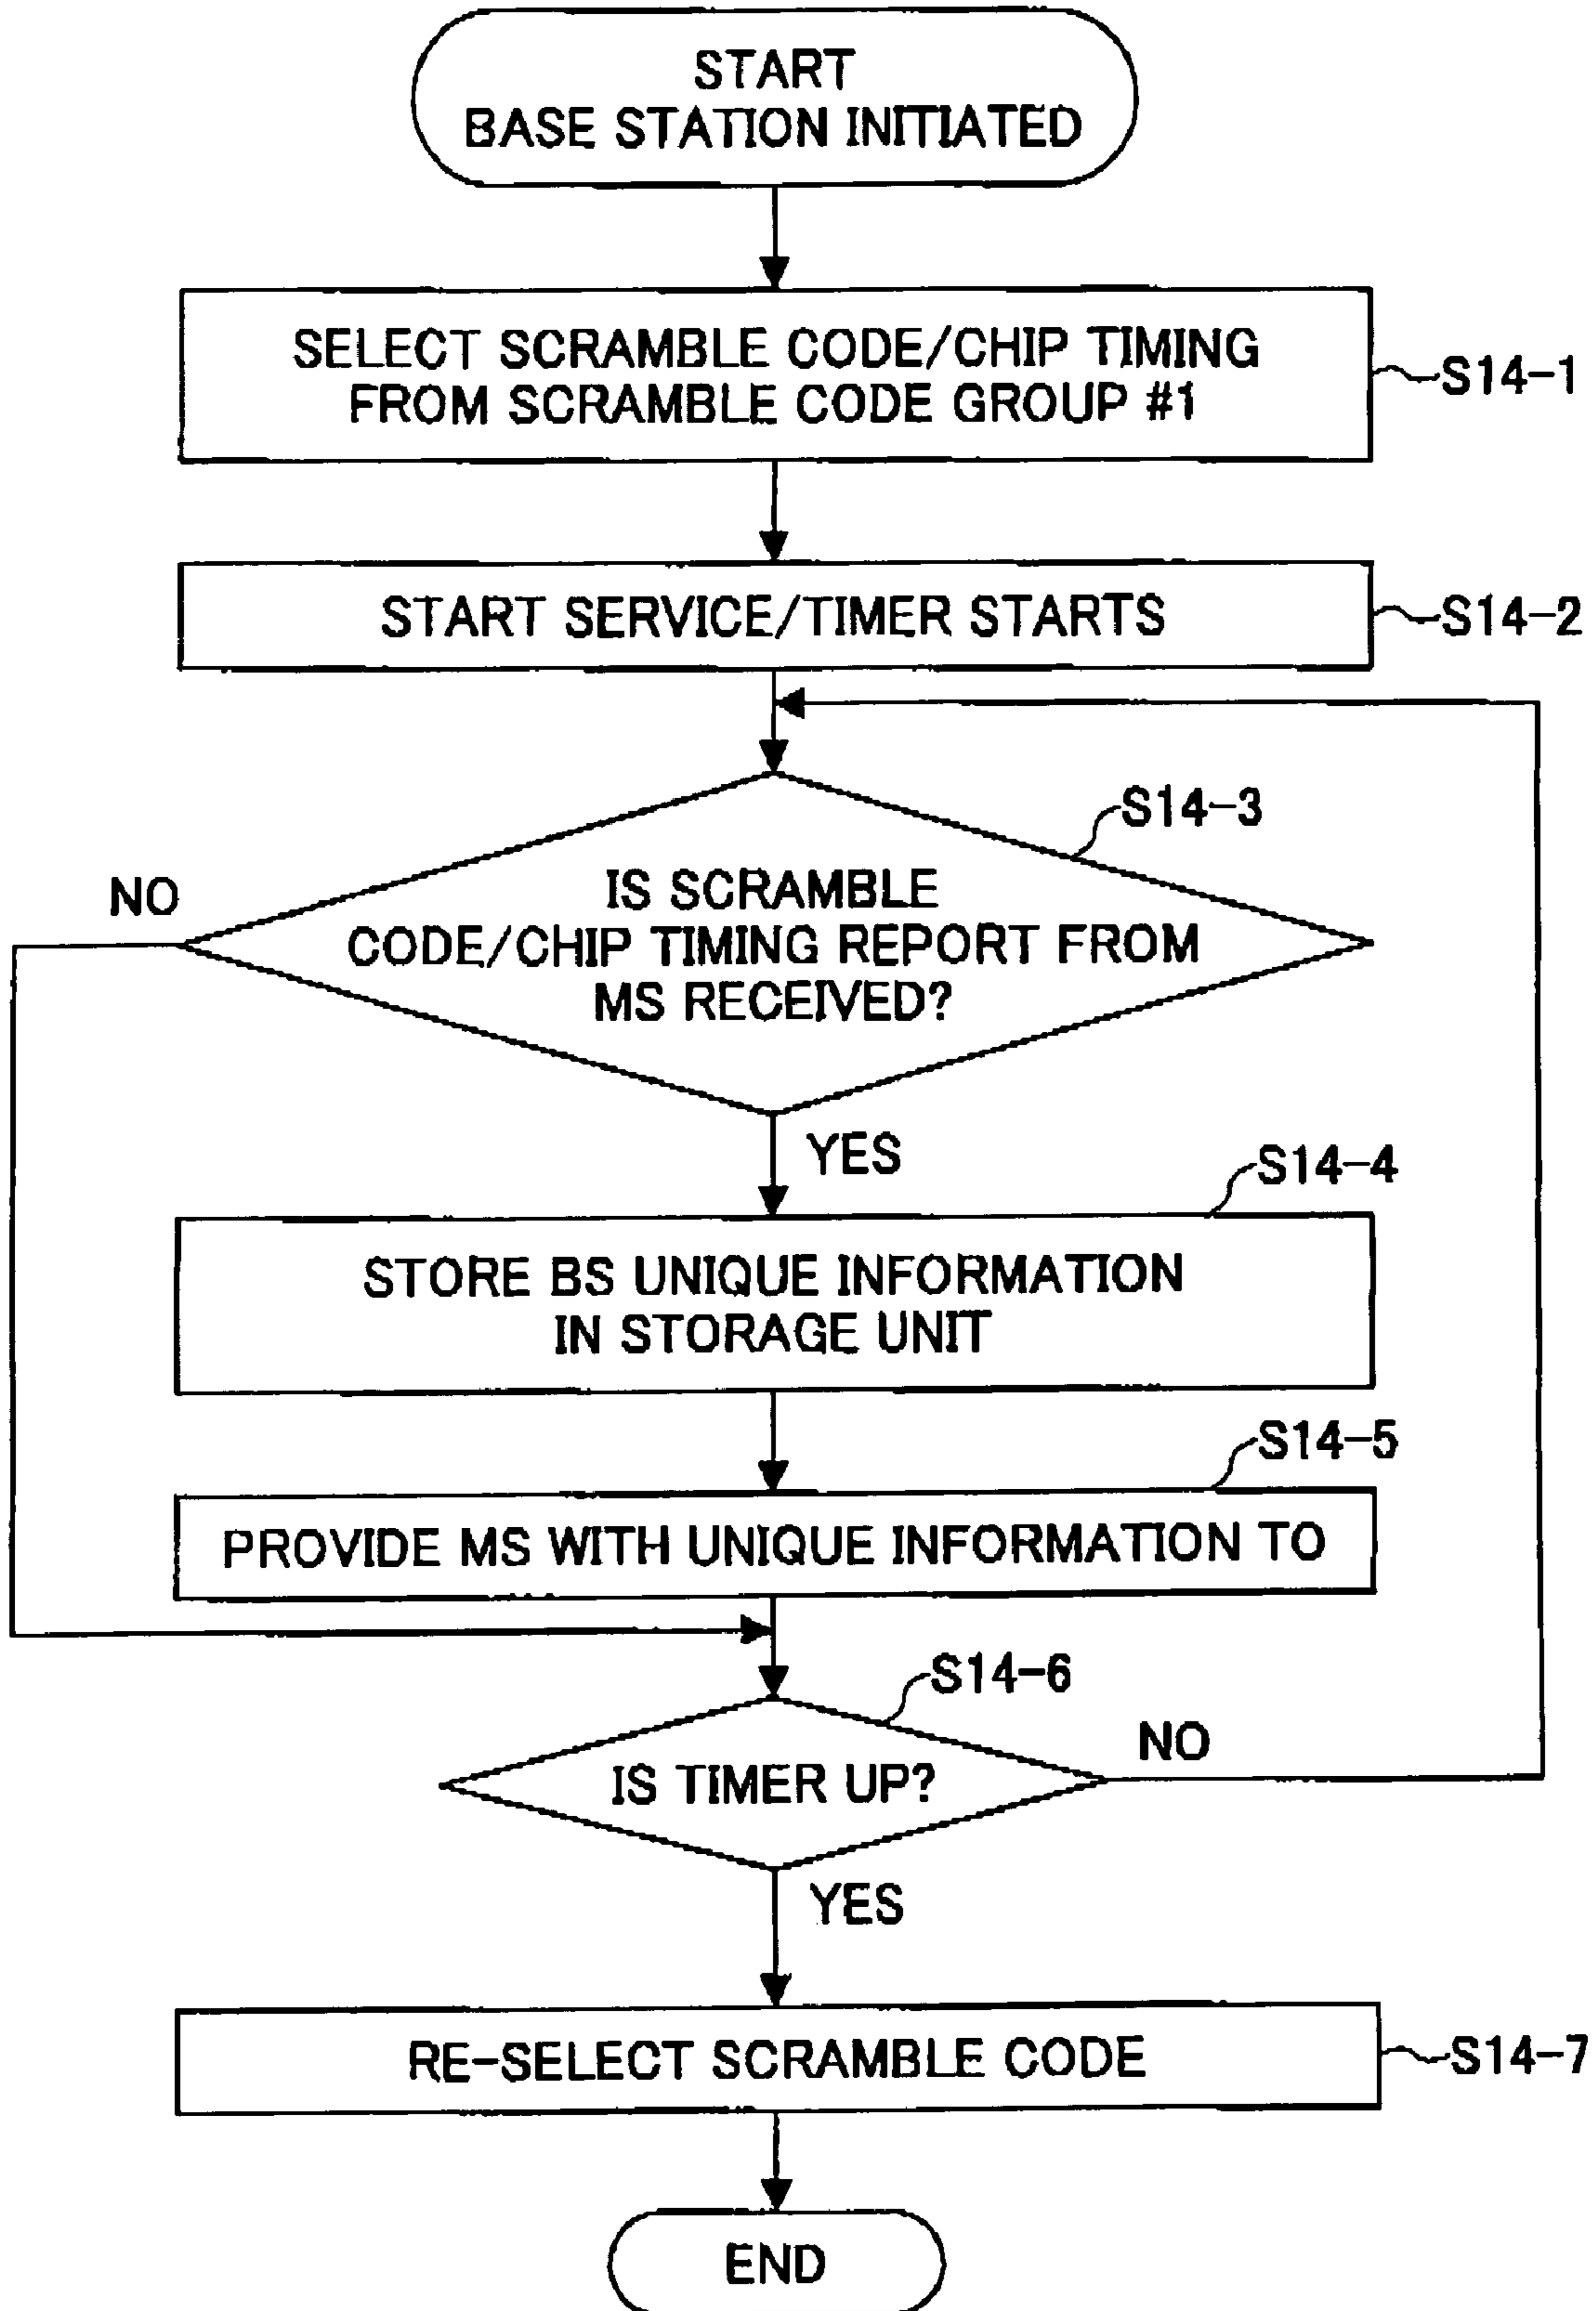 START
BASE STATION INITIATED
SELECT SCRAMBLE CODE/CHIP TIMING
FROM SCRAMBLE CODE GROUP #1
S14-1
START SERVICE/TIMER STARTS
S14-2
S14-3
NO
IS SCRAMBLE
CODE/CHIP TIMING REPORT FROM
MS RECEIVED?
YES
S14-4
STORE BS UNIQUE INFORMATION
IN STORAGE UNIT
S14-5
PROVIDE MS WITH UNIQUE INFORMATION TO
S14-6
NO
IS TIMER UP?
YES
RE-SELECT SCRAMBLE CODE
S14-7
END